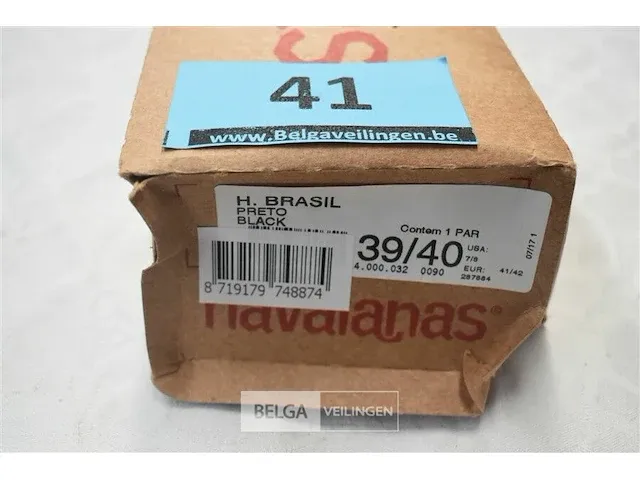 S
41
www.Belgaveilingen.be
H. BRASIL
PRETO
BLACK
Contem 1 PAR
39/40
USA:
7/8
4.000.032 0090
EUR:
41/42
287664
07/17 1
8 719179 748874
havaianas®
BELGA VEILINGEN